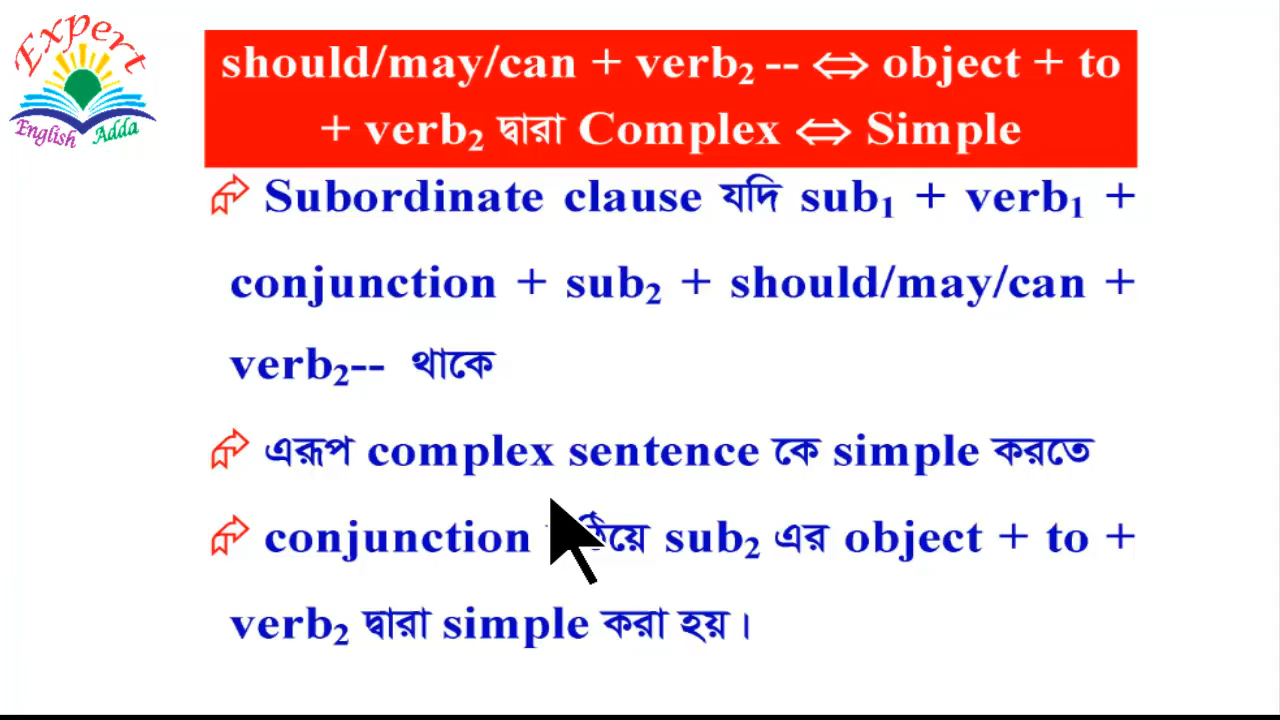 Expert
English Adda
should/may/can + verb₂ -- ⇔ object + to
+ verb₂ দ্বারা Complex ⇔ Simple
Subordinate clause যদি sub₁ + verb₁ +
conjunction + sub₂ + should/may/can +
verb₂-- থাকে
এরূপ complex sentence কে simple করতে
conjunction sub₂ এর object + to +
verb₂ দ্বারা simple করা হয়।